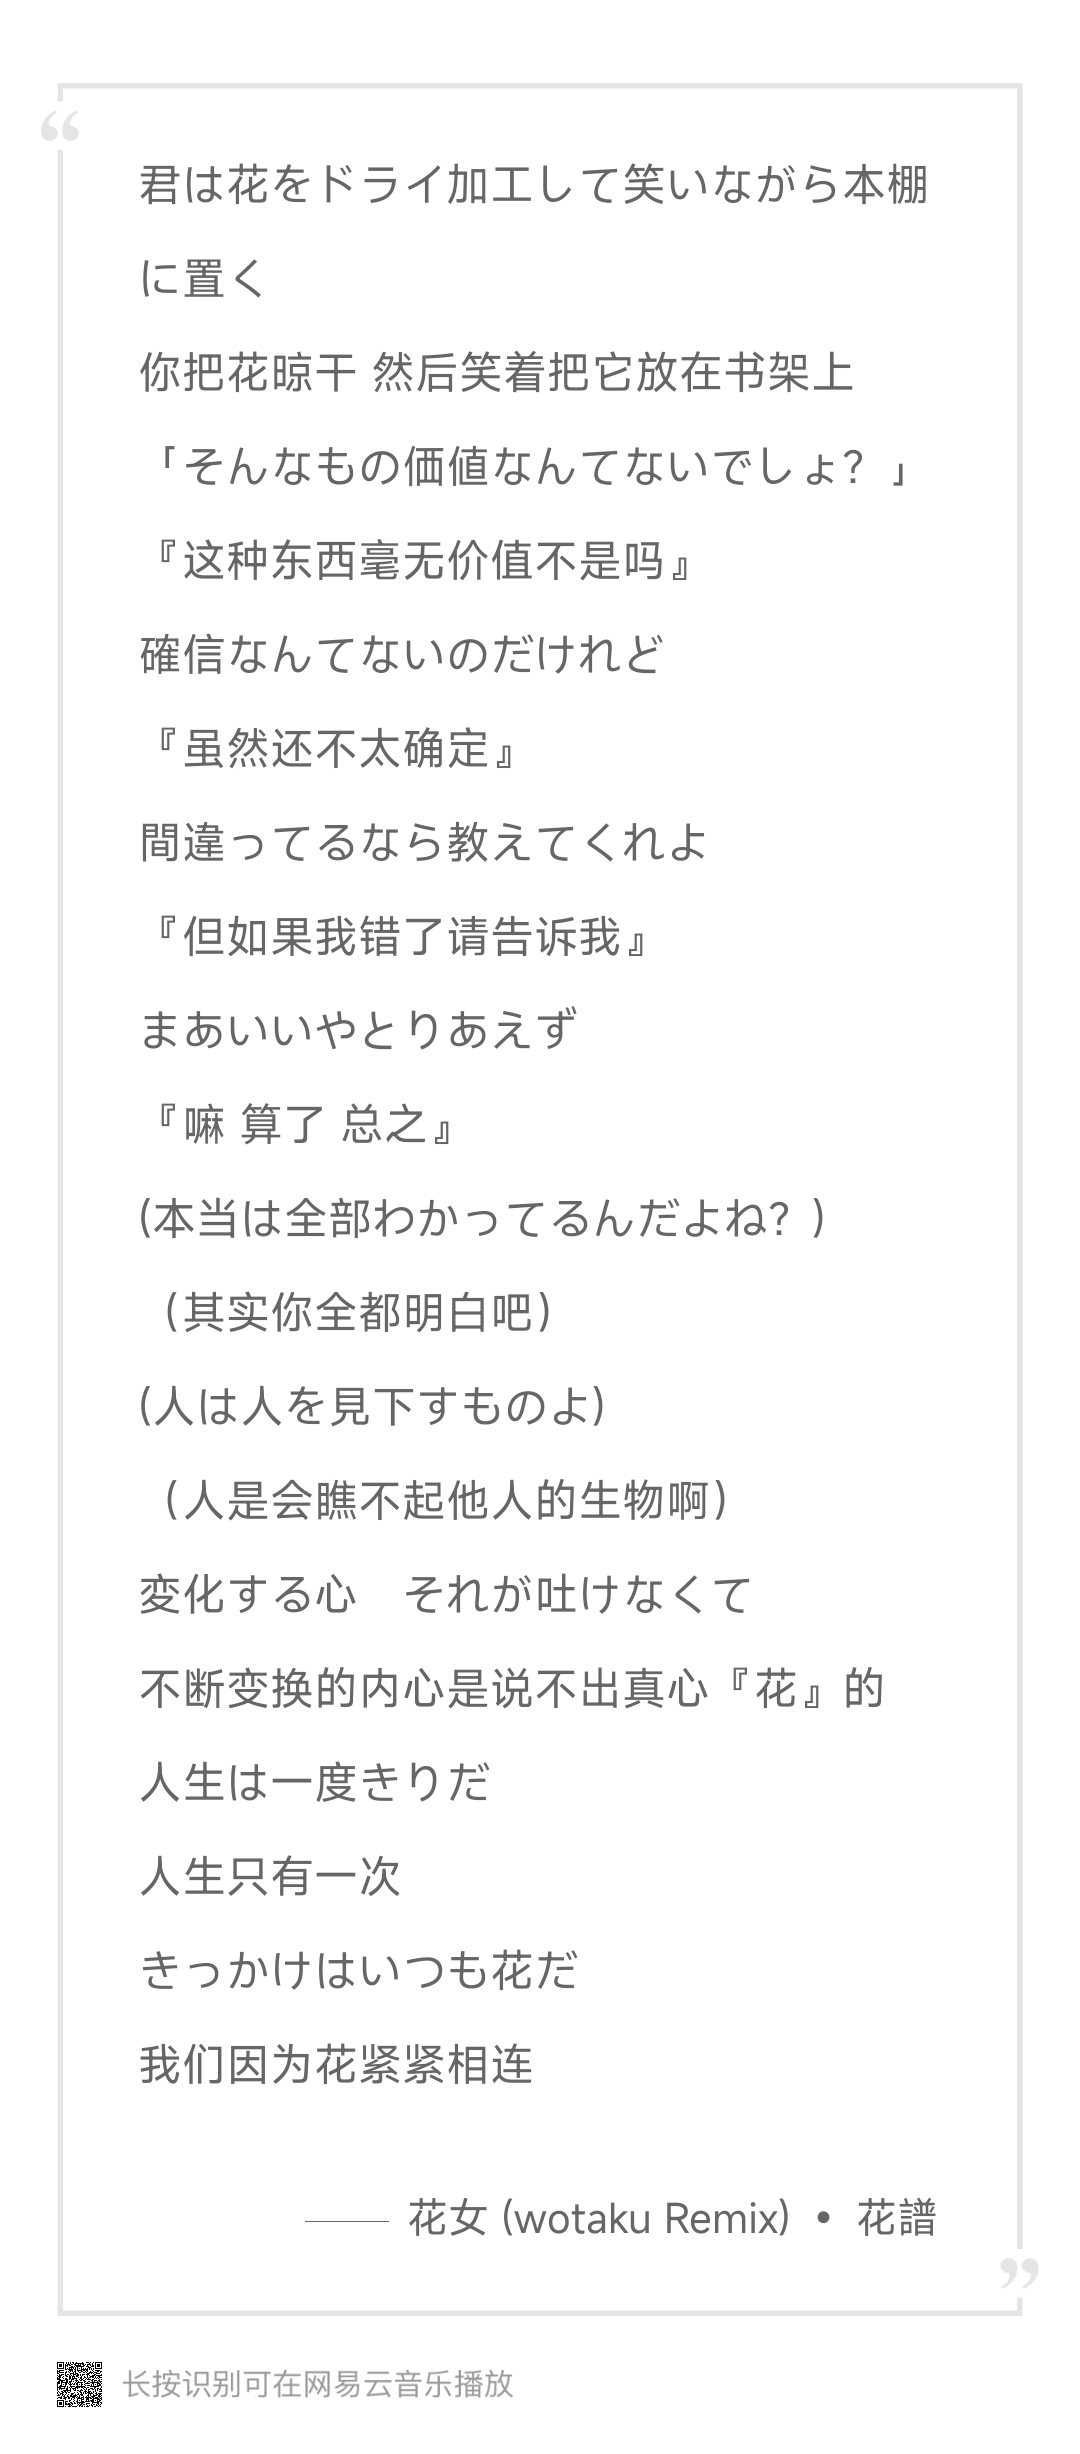 君は花をドライ加工して笑いながら本棚
に置く
你把花晾干 然后笑着把它放在书架上
「そんなもの価値なんてないでしょ？」
『这种东西毫无价值不是吗』
確信なんてないのだけれど
『虽然还不太确定』
間違ってるなら教えてくれよ
『但如果我错了请告诉我』
まあいいやとりあえず
『嘛 算了 总之』
(本当は全部わかってるんだよね？)
（其实你全都明白吧）
(人は人を見下すものよ)
（人是会瞧不起他人的生物啊）
変化する心　それが吐けなくて
不断变换的内心是说不出真心『花』的
人生は一度きりだ
人生只有一次
きっかけはいつも花だ
我们因为花紧紧相连
—— 花女 (wotaku Remix) • 花譜
长按识别可在网易云音乐播放